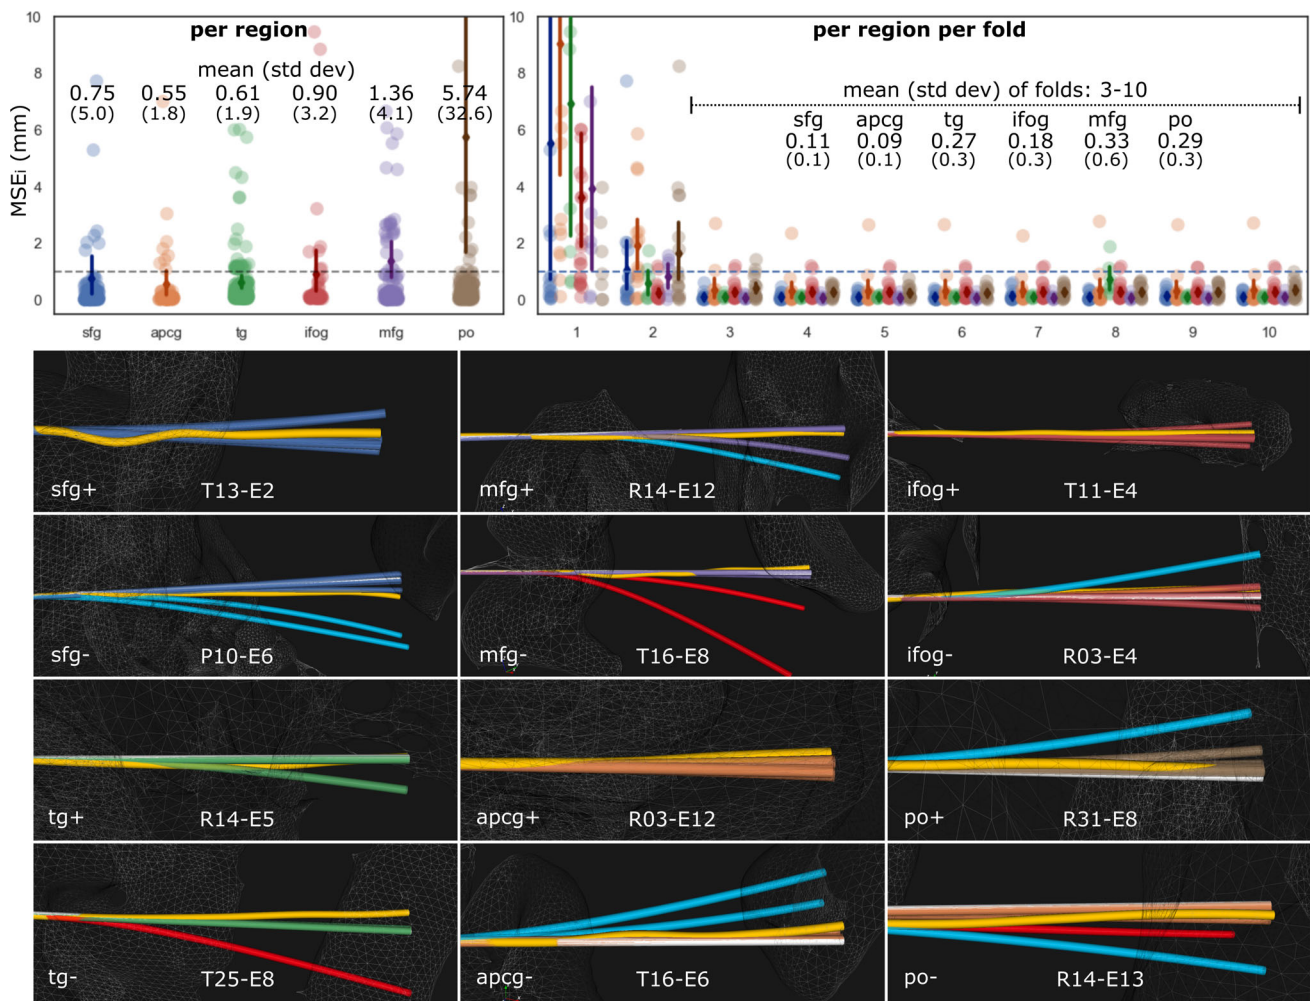 per region
mean (std dev)
0.75 0.55 0.61 0.90 1.36 5.74
(5.0) (1.8) (1.9) (3.2) (4.1) (32.6)
MSEi (mm)
10
8
6
4
2
0
sfg apcg tg ifog mfg po
per region per fold
mean (std dev) of folds: 3-10
sfg apcg tg ifog mfg po
0.11 0.09 0.27 0.18 0.33 0.29
(0.1) (0.1) (0.3) (0.3) (0.6) (0.3)
10
8
6
4
2
0
1 2 3 4 5 6 7 8 9 10
sfg+ T13-E2
mfg+ R14-E12
ifog+ T11-E4
sfg- P10-E6
mfg- T16-E8
ifog- R03-E4
tg+ R14-E5
apcg+ R03-E12
po+ R31-E8
tg- T25-E8
apcg- T16-E6
po- R14-E13